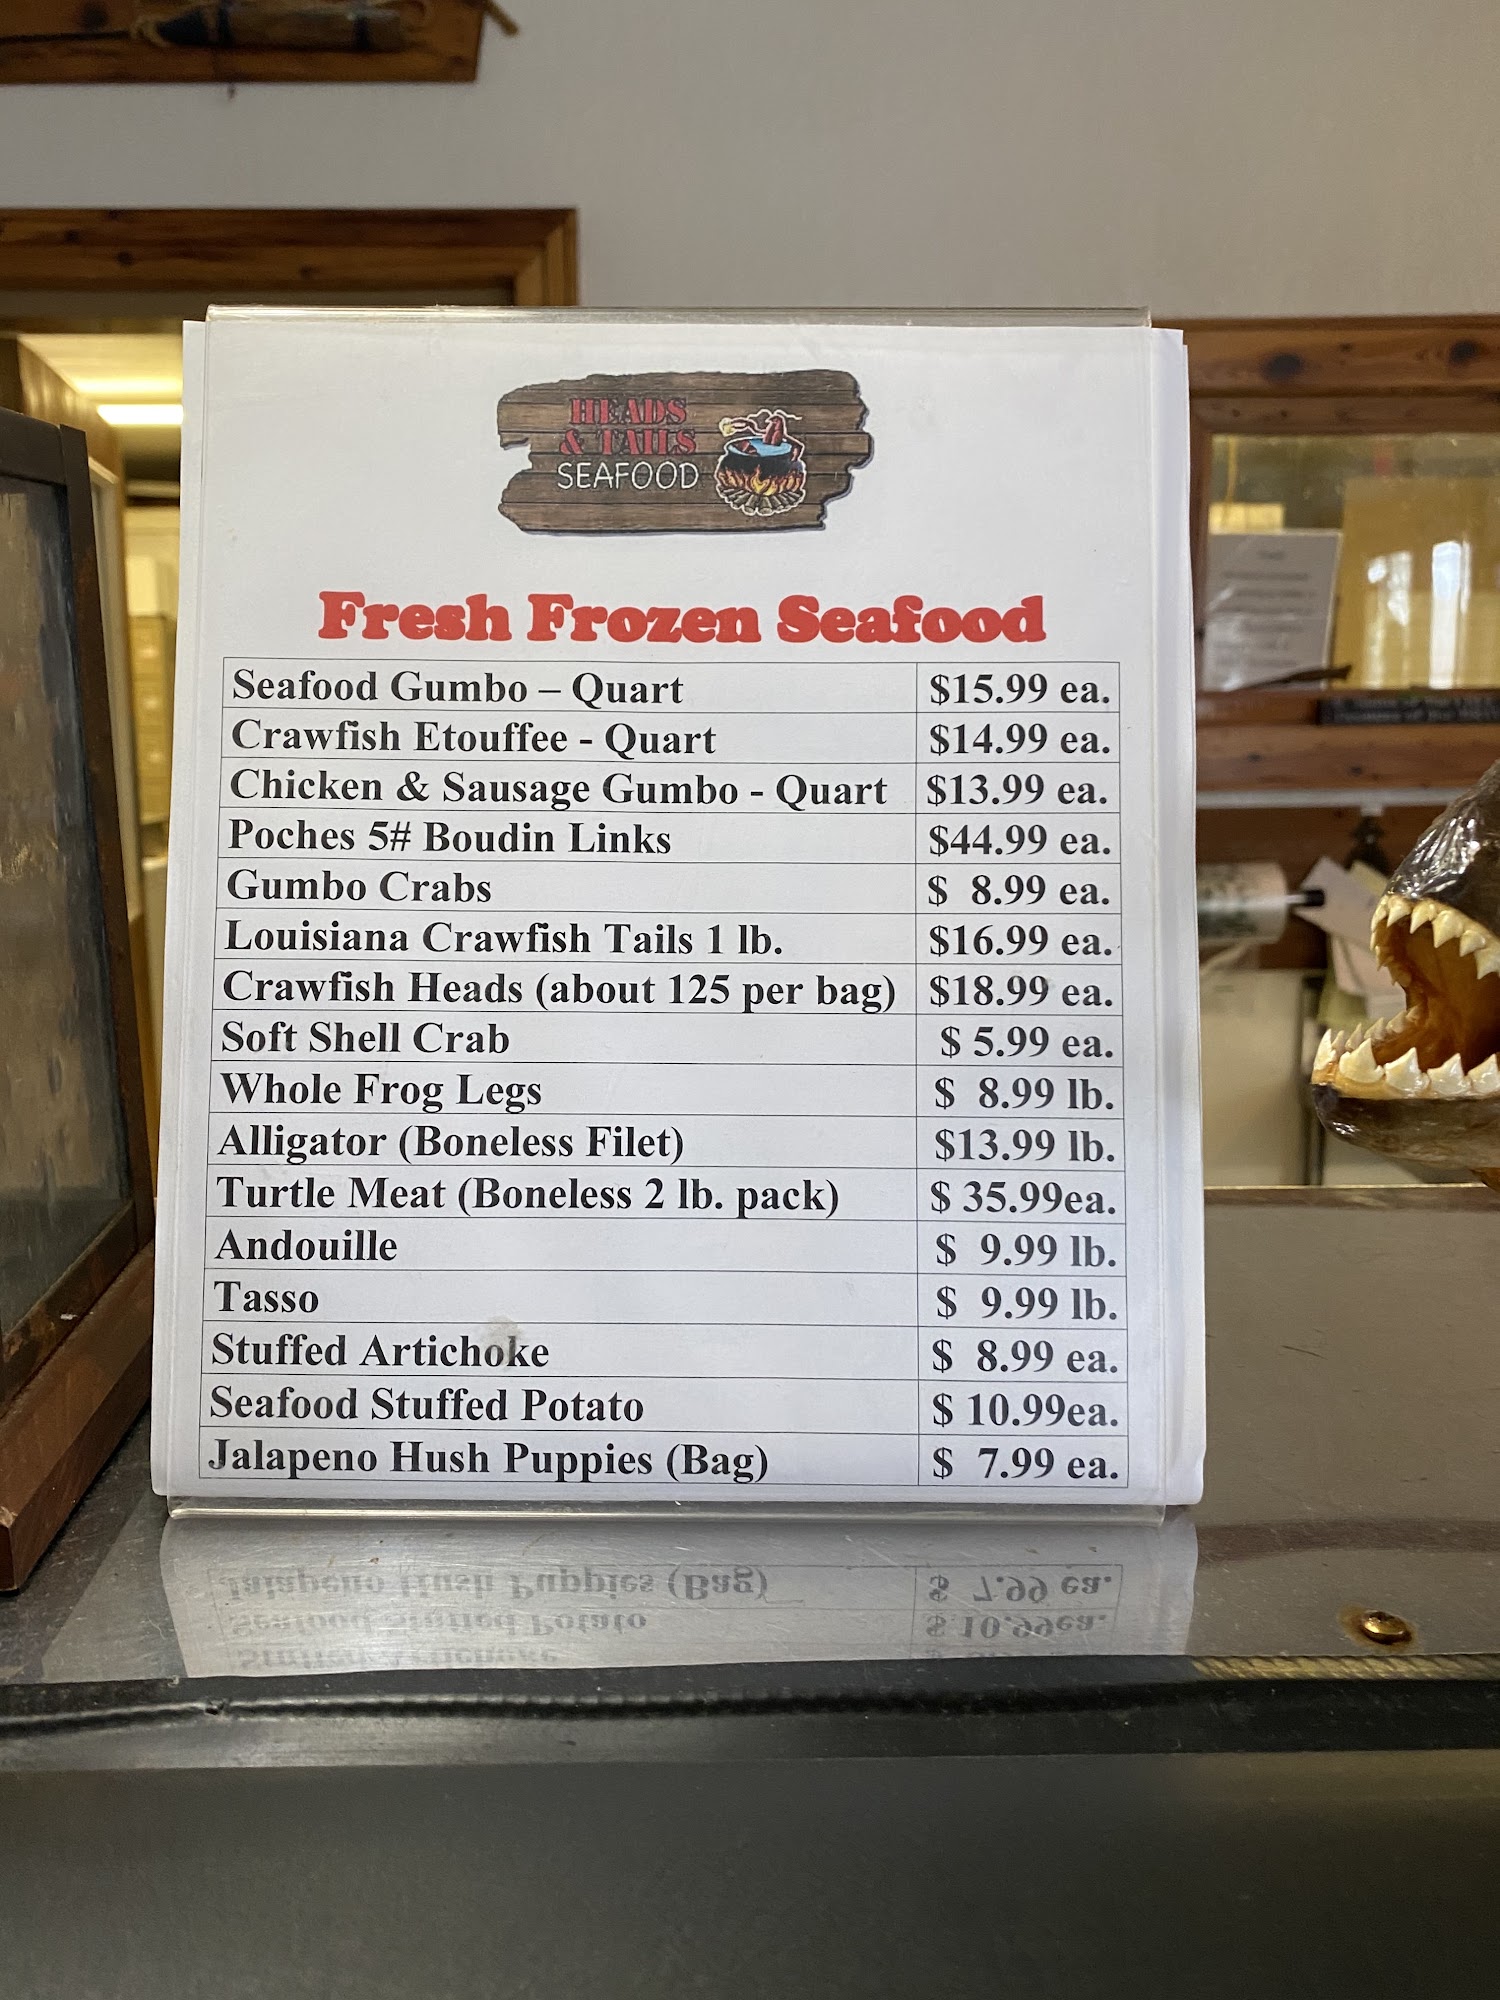 HEADS
& TAILS
SEAFOOD
Fresh Frozen Seafood
Seafood Gumbo – Quart $15.99 ea.
Crawfish Etouffee - Quart $14.99 ea.
Chicken & Sausage Gumbo - Quart $13.99 ea.
Poches 5# Boudin Links $44.99 ea.
Gumbo Crabs $ 8.99 ea.
Louisiana Crawfish Tails 1 lb. $16.99 ea.
Crawfish Heads (about 125 per bag) $18.99 ea.
Soft Shell Crab $ 5.99 ea.
Whole Frog Legs $ 8.99 lb.
Alligator (Boneless Filet) $13.99 lb.
Turtle Meat (Boneless 2 lb. pack) $ 35.99ea.
Andouille $ 9.99 lb.
Tasso $ 9.99 lb.
Stuffed Artichoke $ 8.99 ea.
Seafood Stuffed Potato $ 10.99ea.
Jalapeno Hush Puppies (Bag) $ 7.99 ea.